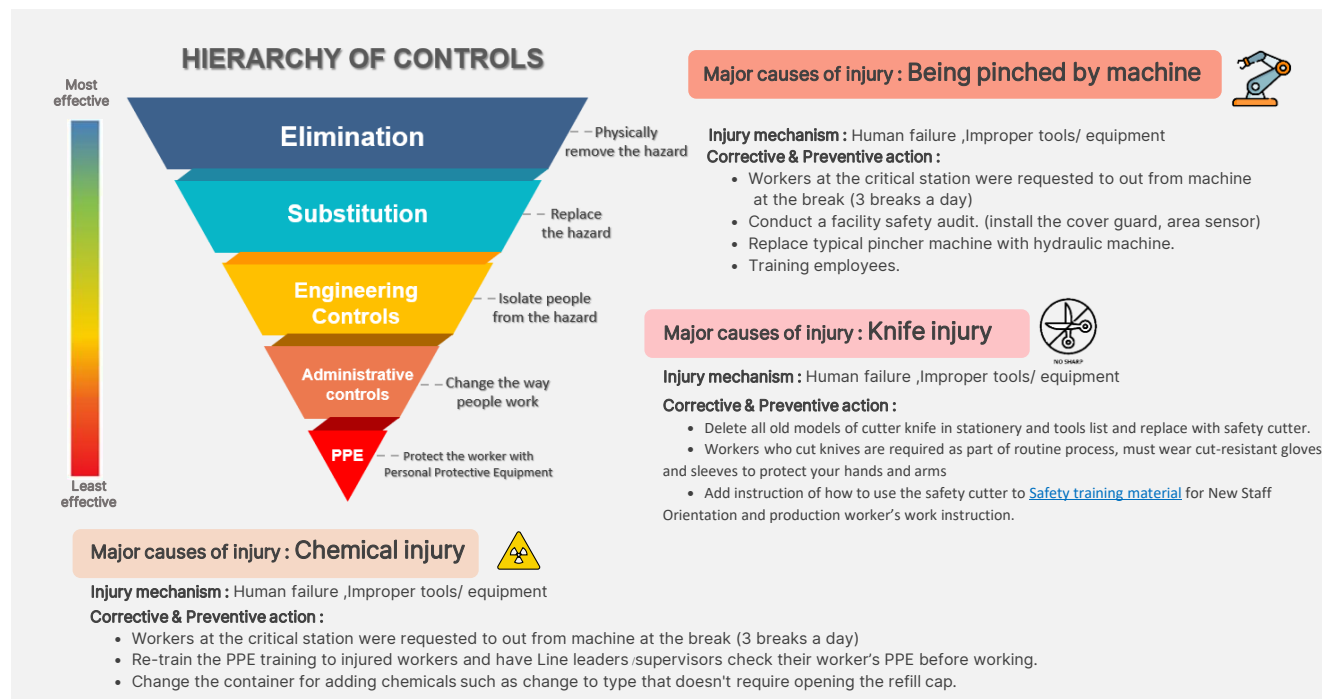 HIERARCHY OF CONTROLS
Most
effective
Elimination
Physically
remove the hazard
Substitution
Replace
the hazard
Engineering
Controls
Isolate people
from the hazard
Administrative
controls
Change the way
people work
PPE
Protect the worker with
Personal Protective Equipment
Least
effective
Major causes of injury : Being pinched by machine
Injury mechanism : Human failure ,Improper tools/ equipment
Corrective & Preventive action :
• Workers at the critical station were requested to out from machine
at the break (3 breaks a day)
• Conduct a facility safety audit. (install the cover guard, area sensor)
• Replace typical pincher machine with hydraulic machine.
• Training employees.
Major causes of injury : Knife injury
NO SHARP
Injury mechanism : Human failure ,Improper tools/ equipment
Corrective & Preventive action :
• Delete all old models of cutter knife in stationery and tools list and replace with safety cutter.
• Workers who cut knives are required as part of routine process, must wear cut-resistant gloves
and sleeves to protect your hands and arms
• Add instruction of how to use the safety cutter to Safety training material for New Staff
Orientation and production worker’s work instruction.
Major causes of injury : Chemical injury
Injury mechanism : Human failure ,Improper tools/ equipment
Corrective & Preventive action :
• Workers at the critical station were requested to out from machine at the break (3 breaks a day)
• Re-train the PPE training to injured workers and have Line leaders /supervisors check their worker’s PPE before working.
• Change the container for adding chemicals such as change to type that doesn't require opening the refill cap.